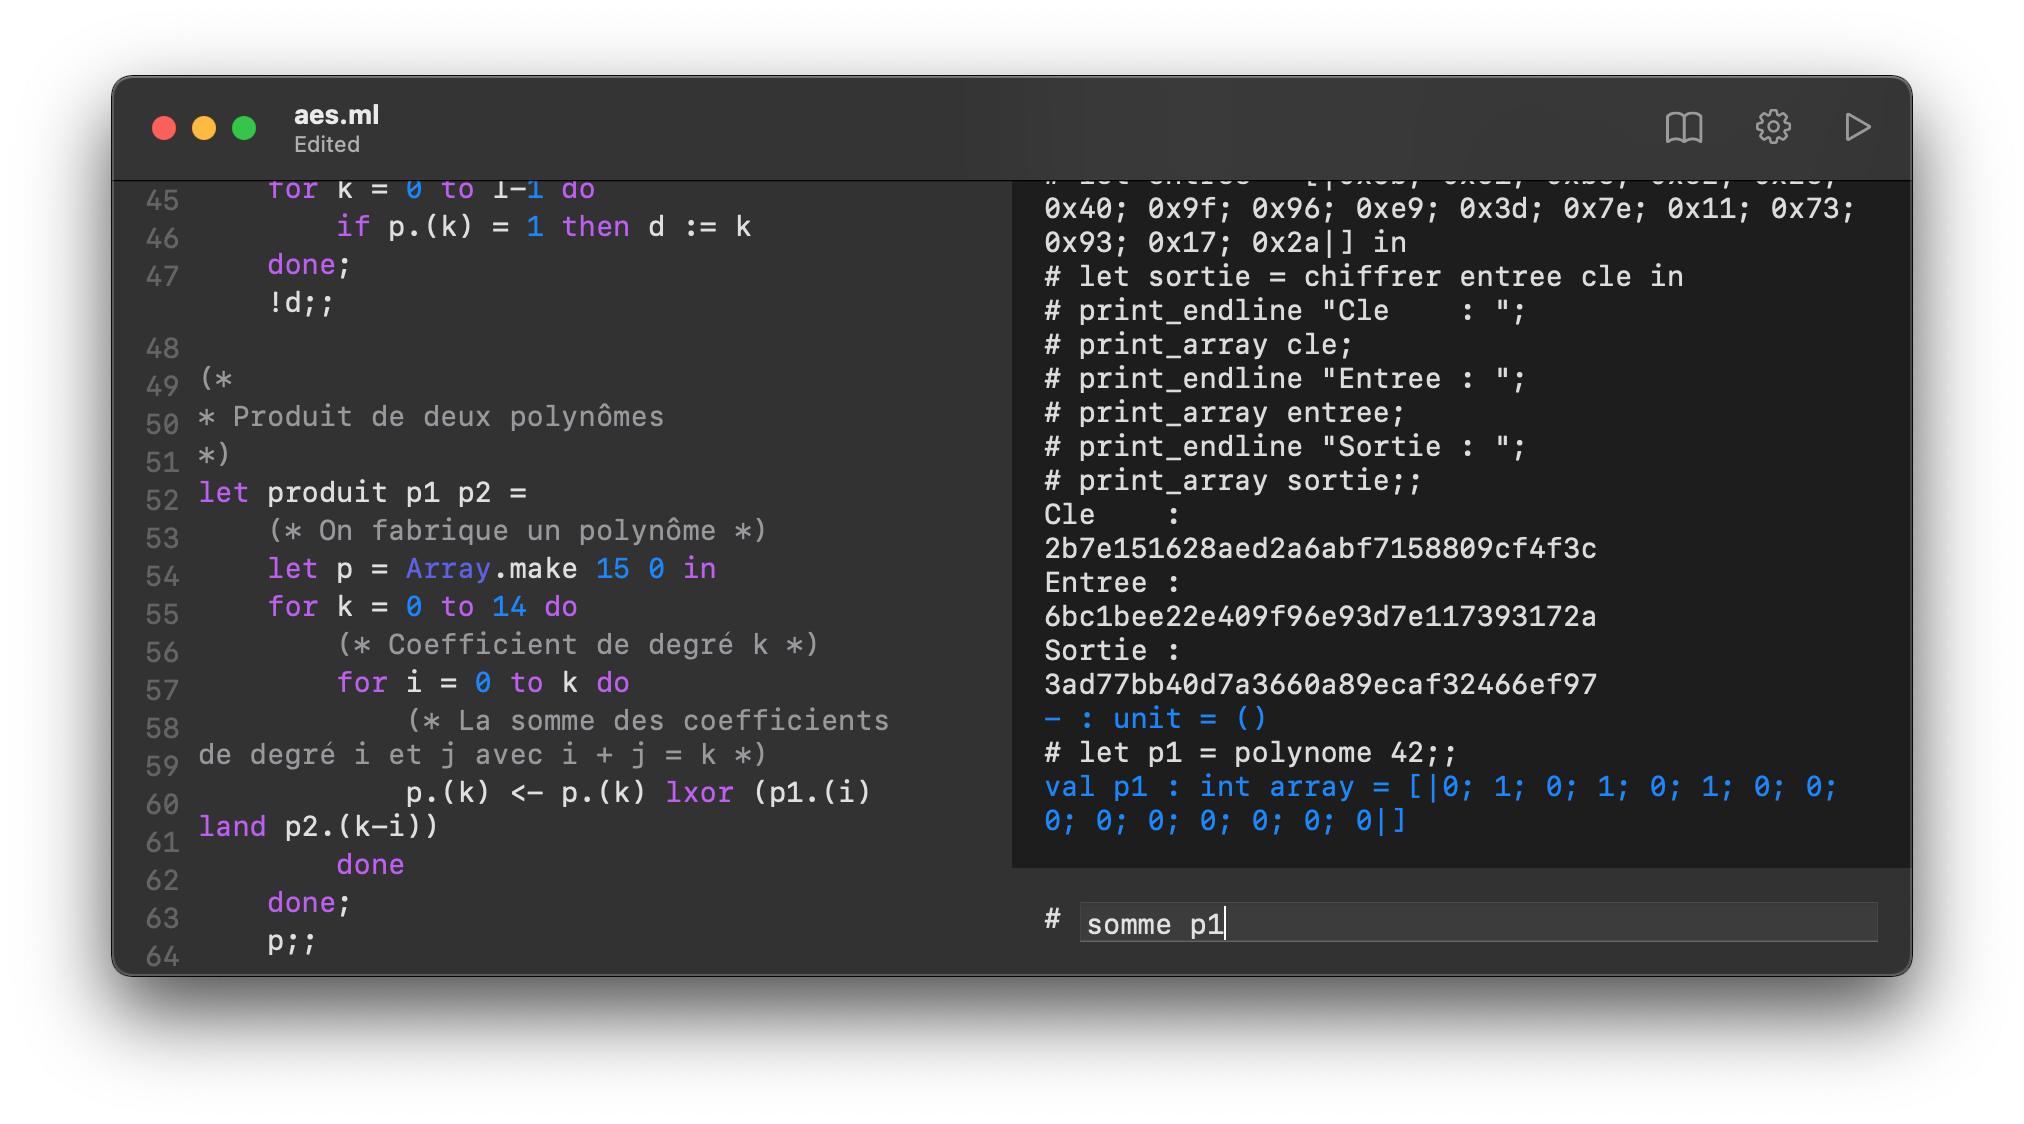 aes.ml
Edited
45
46
47
48
49
50
51
52
53
54
55
56
57
58
59
60
61
62
63
64
for k = 0 to l-1 do
if p.(k) = 1 then d := k
done;
!d;;
(*
* Produit de deux polynômes
*)
let produit p1 p2 =
(* On fabrique un polynôme *)
let p = Array.make 15 0 in
for k = 0 to 14 do
(* Coefficient de degré k *)
for i = 0 to k do
(* La somme des coefficients
de degré i et j avec i + j = k *)
p.(k) <- p.(k) lxor (p1.(i)
land p2.(k-i))
done
done;
p;;
# let entree = [|0x6b; 0xc1; 0xbe; 0xe2; 0x2e;
0x40; 0x9f; 0x96; 0xe9; 0x3d; 0x7e; 0x11; 0x73;
0x93; 0x17; 0x2a|] in
# let sortie = chiffrer entree cle in
# print_endline "Cle    : ";
# print_array cle;
# print_endline "Entree : ";
# print_array entree;
# print_endline "Sortie : ";
# print_array sortie;;
Cle    :
2b7e151628aed2a6abf7158809cf4f3c
Entree :
6bc1bee22e409f96e93d7e117393172a
Sortie :
3ad77bb40d7a3660a89ecaf32466ef97
- : unit = ()
# let p1 = polynome 42;;
val p1 : int array = [|0; 1; 0; 1; 0; 1; 0; 0;
0; 0; 0; 0; 0; 0; 0|]
# somme p1